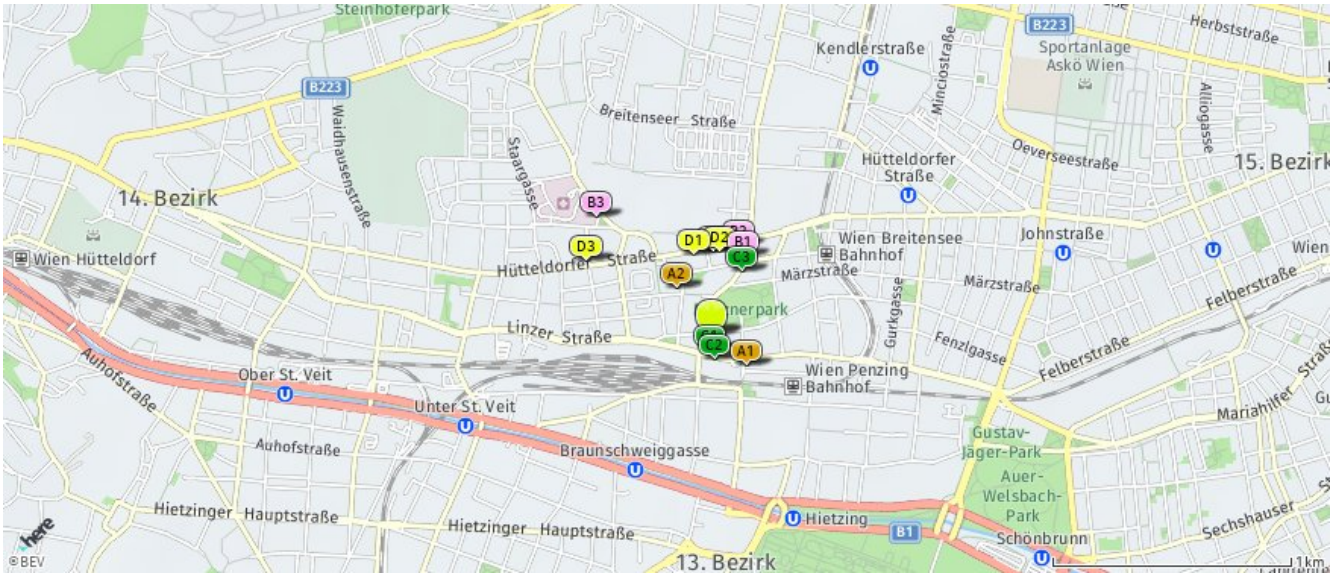 Steinhoferpark
B223
Herbststraße
Kendlerstraße
U
Sportanlage
Askö Wien
B223
Minciostraße
Waidhausenstraße
Breitenseer Straße
Alliogasse
Staargasse
Oeverseestraße
Hütteldorfer
Straße
U
15. Bezirk
14. Bezirk
B3
D1
D2
B1
C3
D3
Hütteldorfer Straße
A2
Wien Hütteldorf
Wien Breitensee
Bahnhof
Johnstraße
U
U
Wien
Märzstraße
Märzstraße
Felberstraße
Gurkgasse
Linzer Straße
C2
A1
Fenzlgasse
Felberstraße
Auhofstraße
Ober St. Veit
U
Wien Penzing
Bahnhof
Unter St. Veit
U
Mariahilfer Straße
Auhofstraße
Braunschweiggasse
U
Gustav-
Jäger-Park
Auer-
Welsbach-
Park
Hietzinger Hauptstraße
Hietzinger Hauptstraße
U Hietzing
B1
Sechshauser
Schönbrunn
U
here
©BEV
13. Bezirk
1km